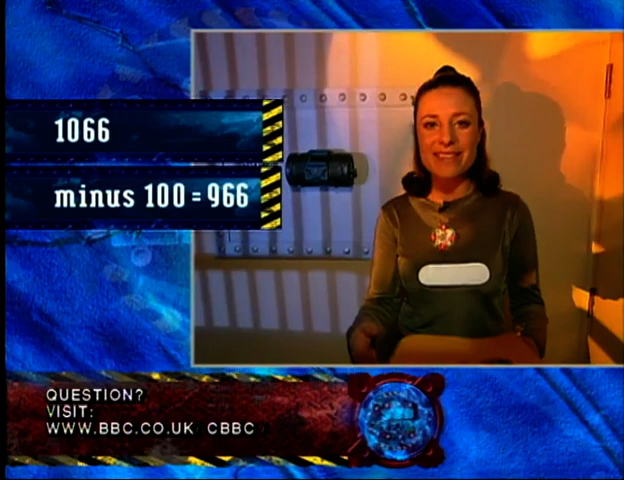 1066
minus 100 = 966
QUESTION?
VISIT:
WWW.BBC.CO.UK CBBC